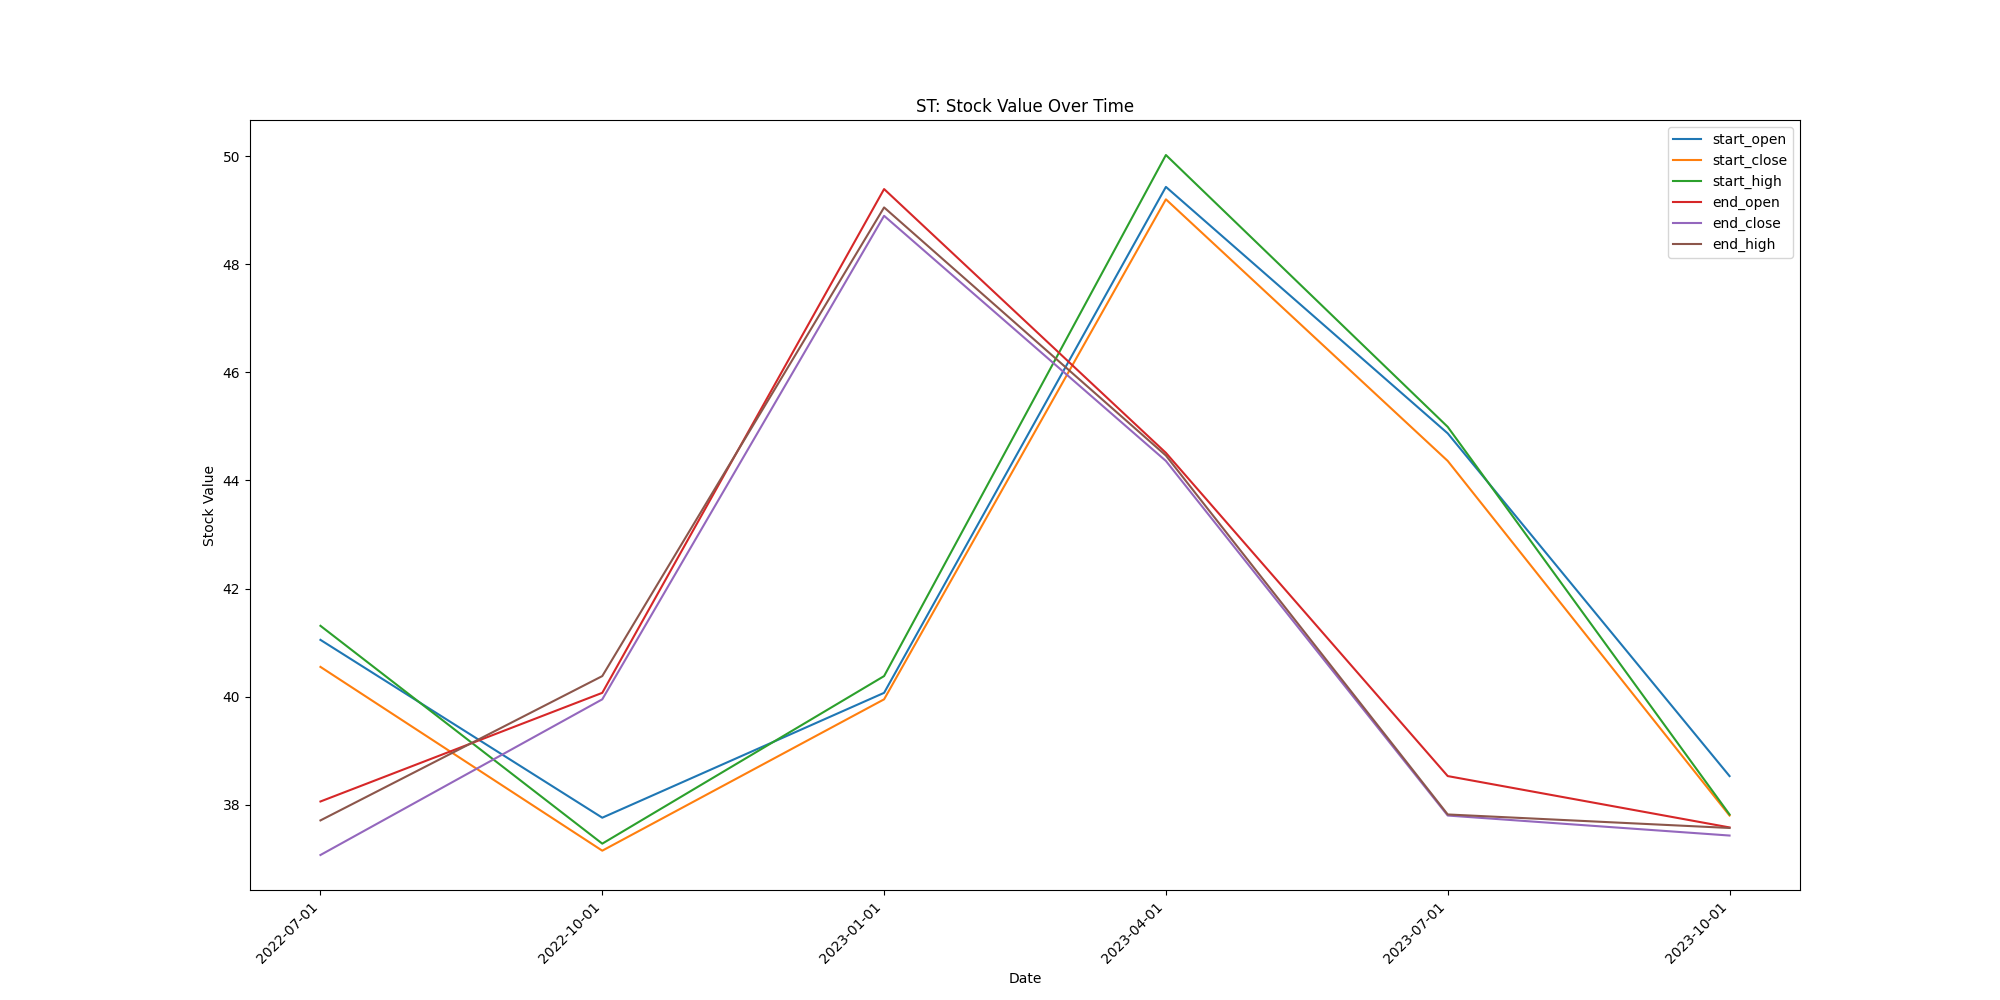 ST: Stock Value Over Time
start_open
start_close
start_high
end_open
end_close
end_high
Stock Value
50
48
46
44
42
40
38
2022-07-01
2022-10-01
2023-01-01
2023-04-01
2023-07-01
2023-10-01
Date